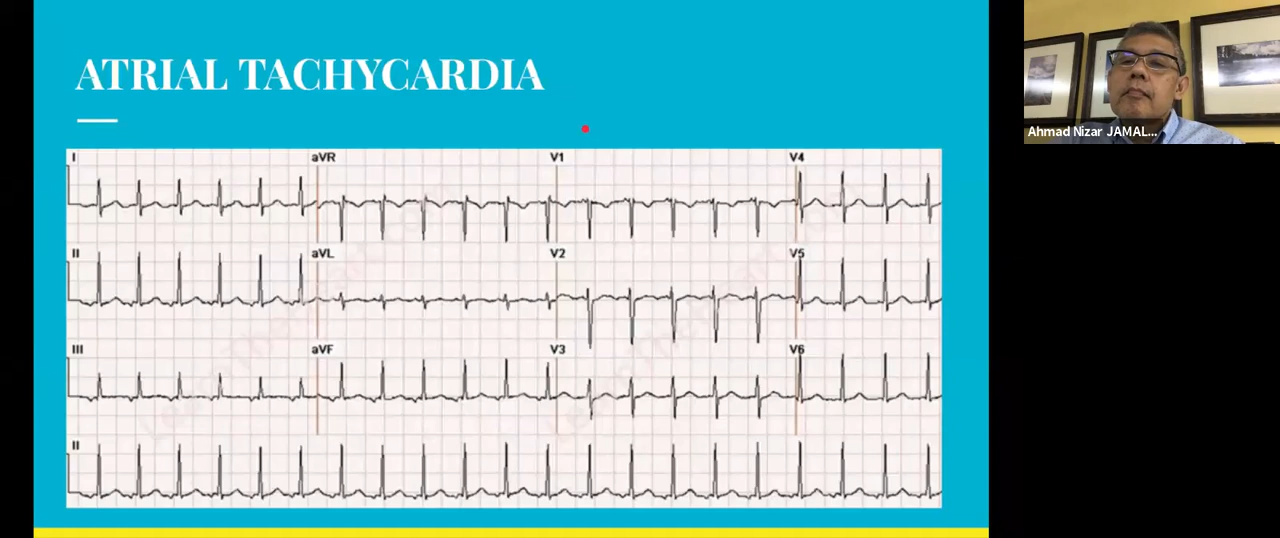 ATRIAL TACHYCARDIA
Ahmad Nizar JAMAL...
I aVR V1 V4
II aVL V2 V5
III aVF V3 V6
II